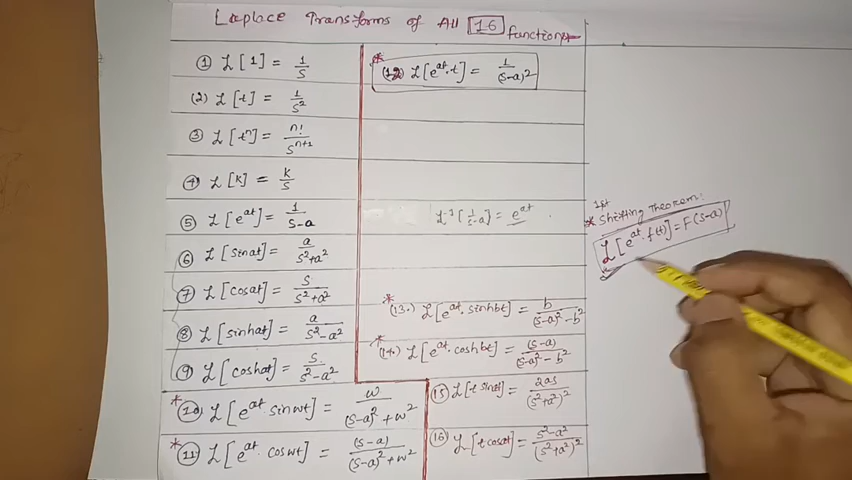 Laplace Transforms of All 16 functions
① ℒ[1] = 1/s
(2) ℒ[t] = 1/s²
③ ℒ[tⁿ] = n!/sⁿ⁺¹
④ ℒ[k] = k/s
⑤ ℒ[eᵃᵗ] = 1/(s-a)
⑥ ℒ[sinat] = a/(s²+a²)
⑦ ℒ[cosat] = s/(s²+a²)
⑧ ℒ[sinhat] = a/(s²-a²)
⑨ ℒ[coshat] = s/(s²-a²)
* ⑩ ℒ[eᵃᵗ sinwt] = w/((s-a)²+w²)
* ⑪ ℒ[eᵃᵗ. coswt] = (s-a)/((s-a)²+w²)
* (12) ℒ[eᵃᵗ.t] = 1/(s-a)²
ℒ⁻¹[1/(s-a)] = eᵃᵗ.
* (13.) ℒ[eᵃᵗ. sinhbt] = b/((s-a)²-b²)
* (14.) ℒ[eᵃᵗ. coshbt] = (s-a)/((s-a)²-b²)
⑮ ℒ[t sinat] = 2as/(s²+a²)²
⑯ ℒ[t cosat] = (s²-a²)/(s²+a²)²
1st
* Shifting Theorem:
ℒ[eᵃᵗ.f(t)] = F(s-a)